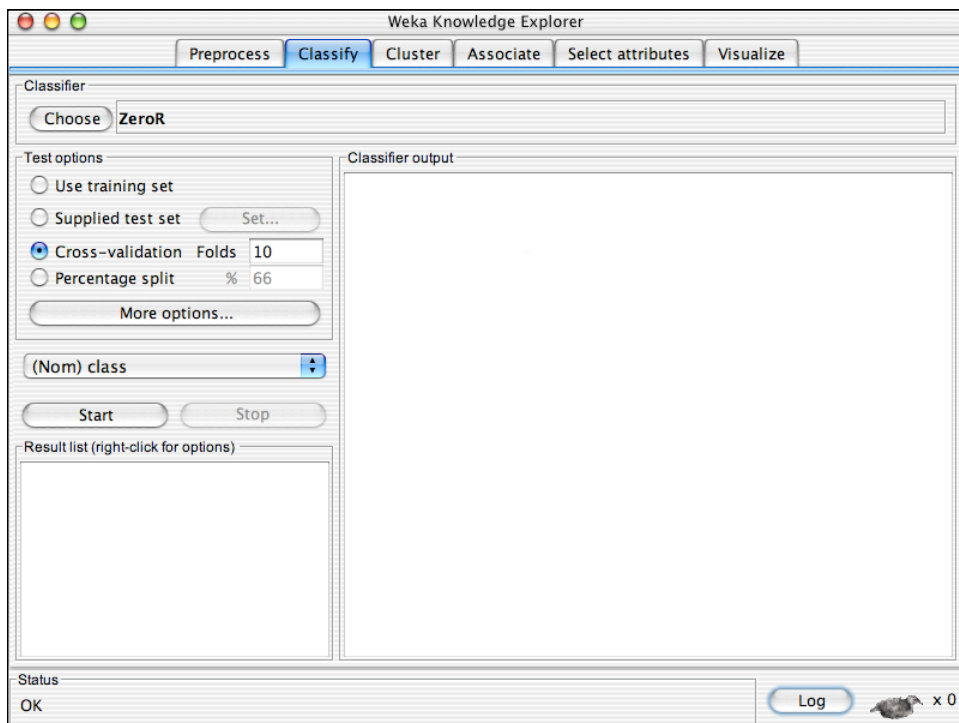 Weka Knowledge Explorer
Preprocess Classify Cluster Associate Select attributes Visualize
Classifier
Choose ZeroR
Test options
Use training set
Supplied test set Set...
Cross-validation Folds 10
Percentage split % 66
More options...
(Nom) class
Start Stop
Result list (right-click for options)
Classifier output
Status
OK
Log x 0